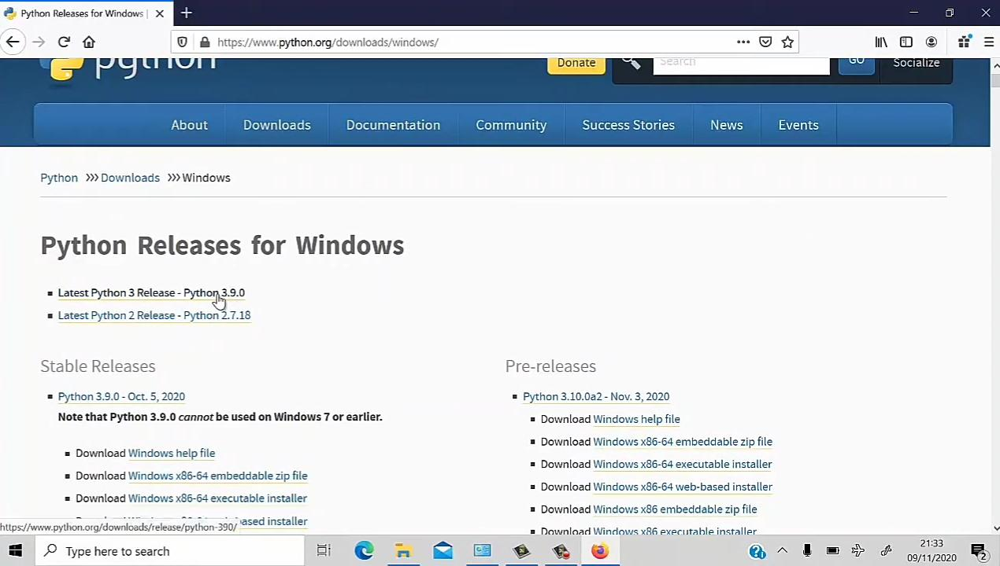 Python Releases for Windows |
https://www.python.org/downloads/windows/
python
Donate
Search
GO
Socialize
About
Downloads
Documentation
Community
Success Stories
News
Events
Python
Downloads
Windows
Python Releases for Windows
Latest Python 3 Release - Python 3.9.0
Latest Python 2 Release - Python 2.7.18
Stable Releases
Python 3.9.0 - Oct. 5, 2020
Note that Python 3.9.0 cannot be used on Windows 7 or earlier.
Download Windows help file
Download Windows x86-64 embeddable zip file
Download Windows x86-64 executable installer
based installer
Pre-releases
Python 3.10.0a2 - Nov. 3, 2020
Download Windows help file
Download Windows x86-64 embeddable zip file
Download Windows x86-64 executable installer
Download Windows x86-64 web-based installer
Download Windows x86 embeddable zip file
Download Windows x86 executable installer
https://www.python.org/downloads/release/python-390/
Type here to search
21:33
09/11/2020
2